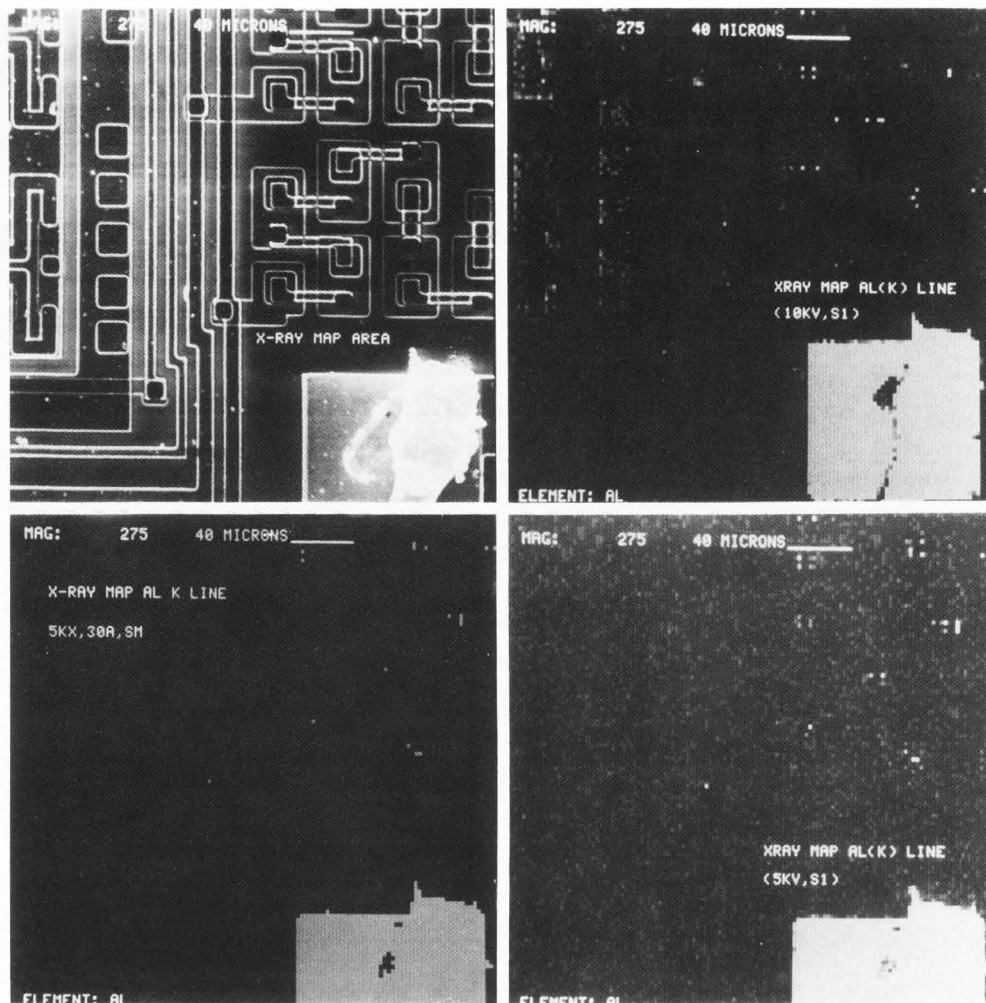 MAG: 275 40 MICRONS
X-RAY MAP AREA
MAG: 275 40 MICRONS
XRAY MAP AL(K) LINE
(10KV,S1)
ELEMENT: AL
MAG: 275 40 MICRONS
X-RAY MAP AL K LINE
5KX,30A,SM
ELEMENT: AL
MAG: 275 40 MICRONS
XRAY MAP AL(K) LINE
(5KV,S1)